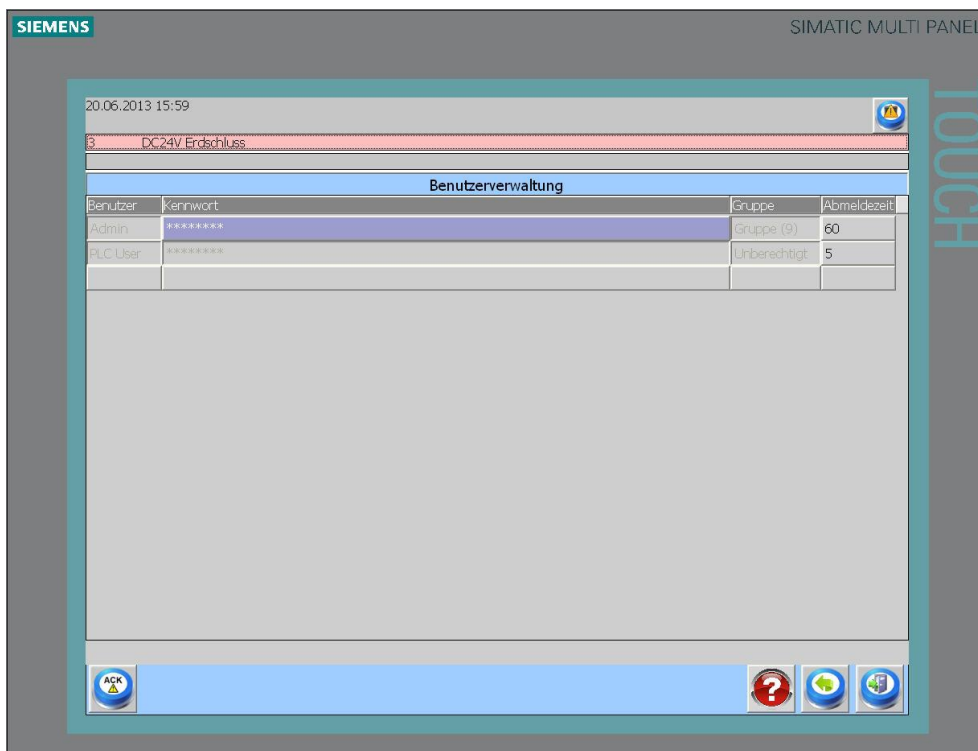 SIEMENS
SIMATIC MULTI PANEL
TOUCH
20.06.2013 15:59
3 DC24V Erdschluss
Benutzerverwaltung
Benutzer Kennwort Gruppe Abmeldezeit
Admin ******** Gruppe (9) 60
PLC User ******** Unberechtigt 5
ACK
?